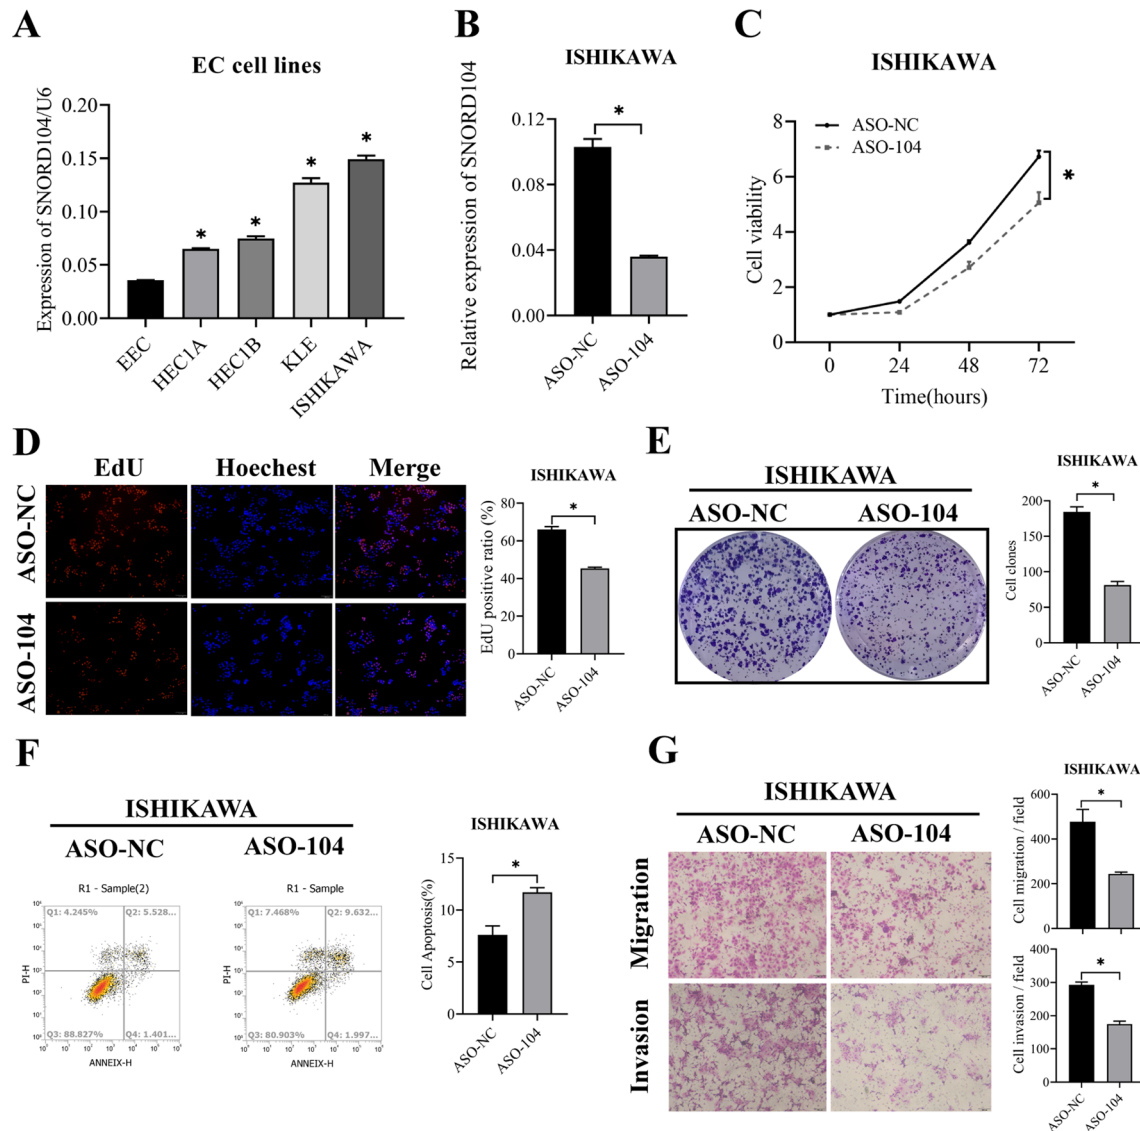 A
EC cell lines
Expression of SNORD104/U6
0.20
0.15
0.10
0.05
0.00
*
*
*
*
EEC
HEC1A
HEC1B
KLE
ISHIKAWA
B
ISHIKAWA
Relative expression of SNORD104
0.12
0.08
0.04
0.00
*
ASO-NC
ASO-104
C
ISHIKAWA
Cell viability
8
6
4
2
0
ASO-NC
ASO-104
*
0 24 48 72
Time(hours)
D
EdU Hoechest Merge
ASO-NC
ASO-104
ISHIKAWA
EdU positive ratio (%)
80
60
40
20
0
*
ASO-NC
ASO-104
E
ISHIKAWA
ASO-NC ASO-104
ISHIKAWA
Cell clones
200
150
100
50
0
*
ASO-NC
ASO-104
F
ISHIKAWA
ASO-NC ASO-104
R1 - Sample(2)
Q1: 4.245% Q2: 5.528...
Q3: 88.827% Q4: 1.401...
PI-H
ANNEIX-H
R1 - Sample
Q1: 7.468% Q2: 9.632...
Q3: 80.903% Q4: 1.997...
PI-H
ANNEIX-H
ISHIKAWA
Cell Apoptosis(%)
15
10
5
0
*
ASO-NC
ASO-104
G
ISHIKAWA
ASO-NC ASO-104
Migration
Invasion
ISHIKAWA
Cell migration / field
600
400
200
0
*
Cell invasion / field
400
300
200
100
0
*
ASO-NC
ASO-104